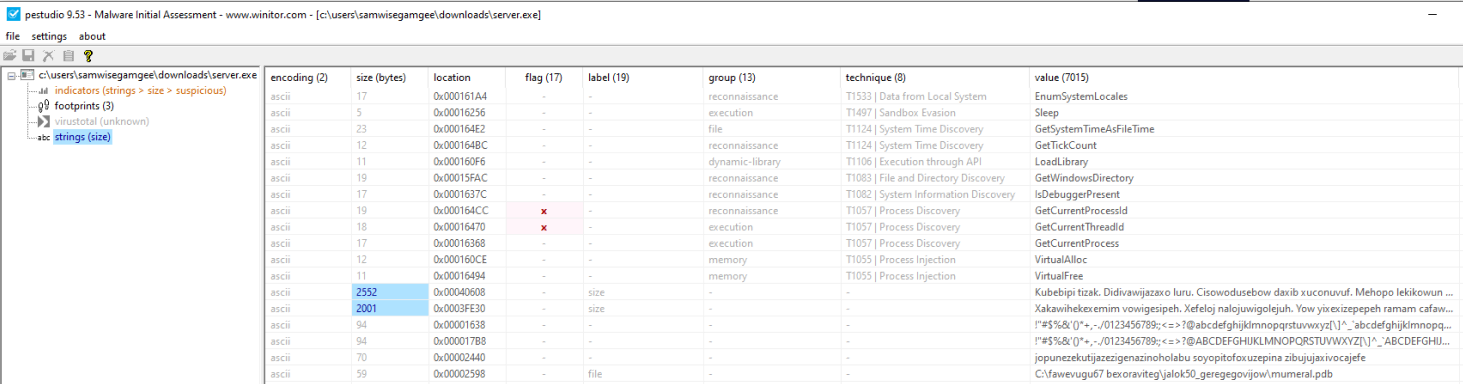 pestudio 9.53 - Malware Initial Assessment - www.winitor.com - [c:\users\samwisegamgee\downloads\server.exe]
file settings about
c:\users\samwisegamgee\downloads\server.exe
indicators (strings > size > suspicious)
footprints (3)
virustotal (unknown)
abc strings (size)
encoding (2) size (bytes) location flag (17) label (19) group (13) technique (8) value (7015)
ascii 17 0x000161A4 - - reconnaissance T1533 | Data from Local System EnumSystemLocales
ascii 5 0x00016256 - - execution T1497 | Sandbox Evasion Sleep
ascii 23 0x000164E2 - - file T1124 | System Time Discovery GetSystemTimeAsFileTime
ascii 12 0x000164BC - - reconnaissance T1124 | System Time Discovery GetTickCount
ascii 11 0x000160F6 - - dynamic-library T1106 | Execution through API LoadLibrary
ascii 19 0x00015FAC - - reconnaissance T1083 | File and Directory Discovery GetWindowsDirectory
ascii 17 0x0001637C - - reconnaissance T1082 | System Information Discovery IsDebuggerPresent
ascii 19 0x000164CC x - reconnaissance T1057 | Process Discovery GetCurrentProcessId
ascii 18 0x00016470 x - execution T1057 | Process Discovery GetCurrentThreadId
ascii 17 0x00016368 - - execution T1057 | Process Discovery GetCurrentProcess
ascii 12 0x000160CE - - memory T1055 | Process Injection VirtualAlloc
ascii 11 0x00016494 - - memory T1055 | Process Injection VirtualFree
ascii 2552 0x00040608 - size - - Kubebipi tizak. Didivawijazaxo luru. Cisowodusebow daxib xuconuvuf. Mehopo lekikowun ...
ascii 2001 0x0003FE30 - size - - Xakawihekexemim vowigesipeh. Xefeloj nalojuwigolejuh. Yow yixexizepepeh ramam cafaw...
ascii 94 0x00001638 - - - - !"#$%&'()*+,-./0123456789:;<=>?@abcdefghijklmnopqrstuvwxyz[\]^_`abcdefghijklmnopq...
ascii 94 0x000017B8 - - - - !"#$%&'()*+,-./0123456789:;<=>?@ABCDEFGHIJKLMNOPQRSTUVWXYZ[\]^_`ABCDEFGHIJK...
ascii 70 0x00002440 - - - - jopunezekutijazezigenazinoholabu soyopitofoxuzepina zibujujaxivocajefe
ascii 59 0x00002598 - file - - C:\fawevugu67 bexoraviteg\jalok50_geregegovijow\mumeral.pdb